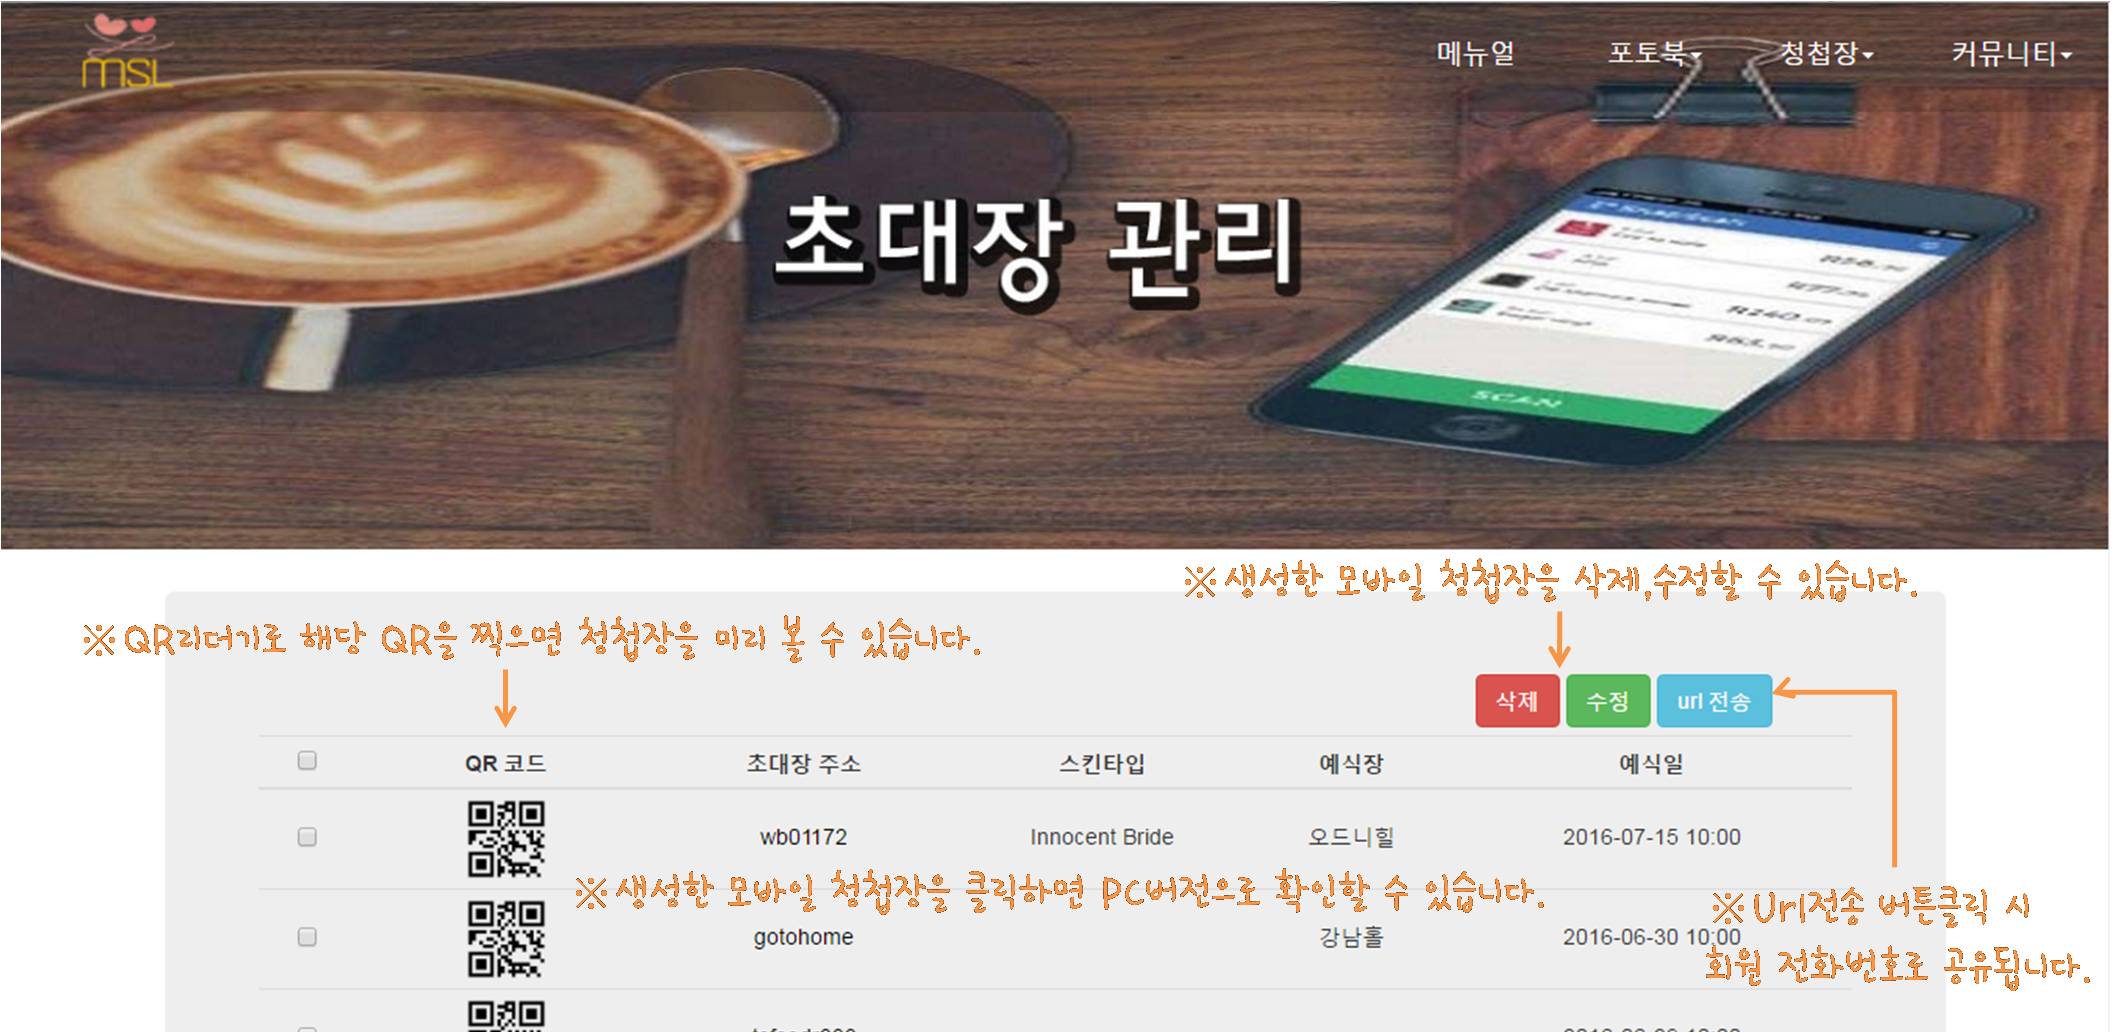 MSL
메뉴얼 포토북 청첩장 커뮤니티
초대장 관리
SCAN
※생성한 모바일 청첩장을 삭제,수정할 수 있습니다.
※QR리더기로 해당 QR을 찍으면 청첩장을 미리 볼 수 있습니다.
삭제 수정 url 전송
QR 코드 초대장 주소 스킨타입 예식장 예식일
wb01172 Innocent Bride 오드니힐 2016-07-15 10:00
※생성한 모바일 청첩장을 클릭하면 PC버전으로 확인할 수 있습니다.
※Url전송 버튼클릭 시
gotohome 강남홀 2016-06-30 10:00
회원 전화번호로 공유됩니다.